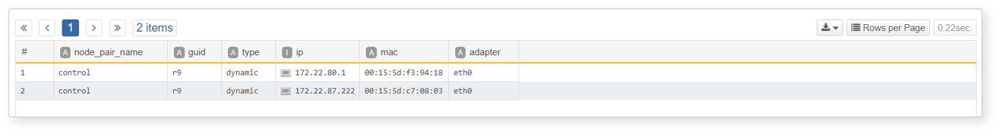 « ‹ 1 › » 2 items Rows per Page 0.22sec.
# A node_pair_name A guid A type I ip A mac A adapter
1 control r9 dynamic 172.22.80.1 00:15:5d:f3:94:18 eth0
2 control r9 dynamic 172.22.87.222 00:15:5d:c7:08:03 eth0